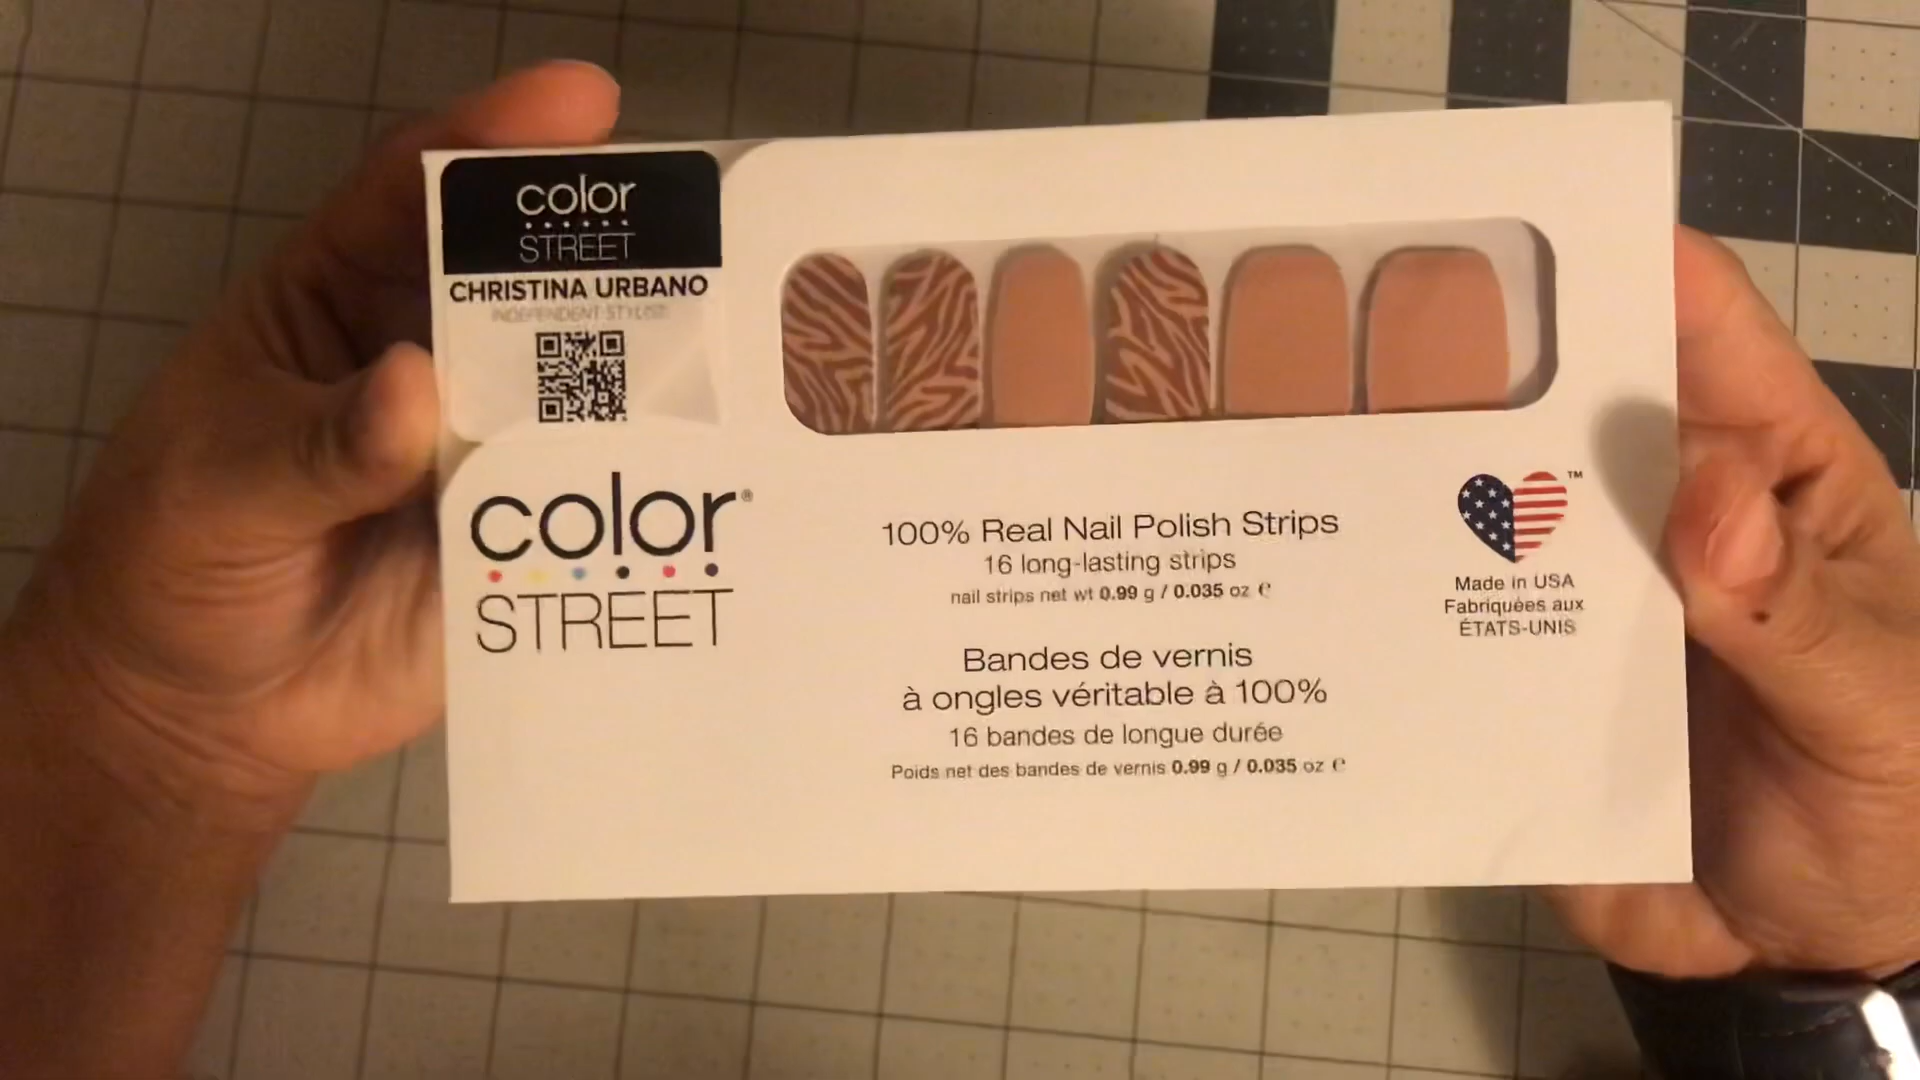 color
STREET
CHRISTINA URBANO
INDEPENDENT STYLIST
color®
STREET
100% Real Nail Polish Strips
16 long-lasting strips
nail strips net wt 0.99 g / 0.035 oz ℮
Bandes de vernis
à ongles véritable à 100%
16 bandes de longue durée
Poids net des bandes de vernis 0.99 g / 0.035 oz ℮
™
Made in USA
Fabriquées aux
ÉTATS-UNIS